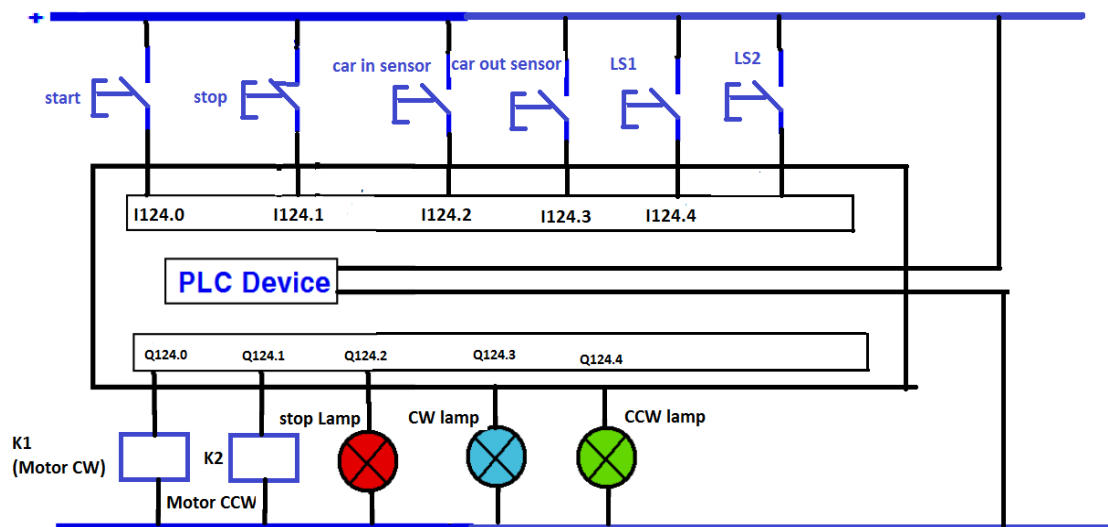 +
car in sensor
car out sensor
LS1
LS2
start
stop
I124.0
I124.1
I124.2
I124.3
I124.4
PLC Device
Q124.0
Q124.1
Q124.2
Q124.3
Q124.4
stop Lamp
CW lamp
CCW lamp
K1
(Motor CW)
K2
Motor CCW